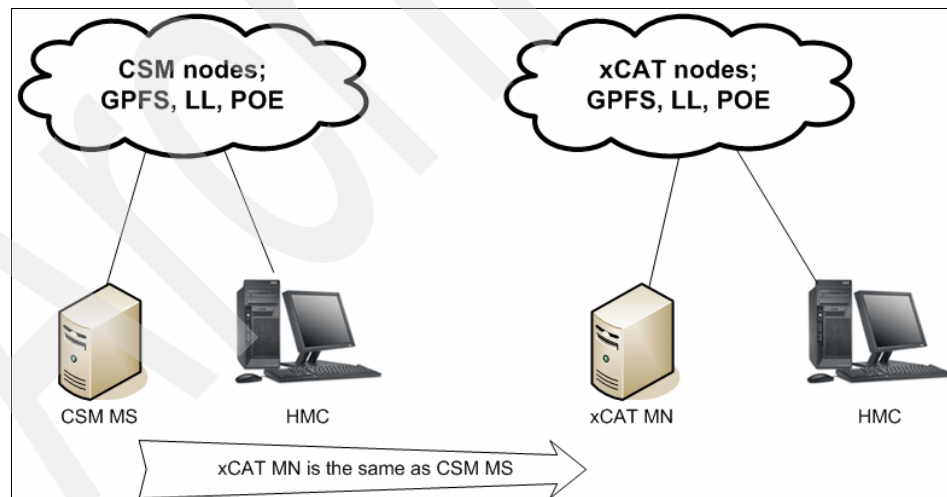 CSM nodes;
GPFS, LL, POE
xCAT nodes;
GPFS, LL, POE
CSM MS
HMC
xCAT MN
HMC
xCAT MN is the same as CSM MS